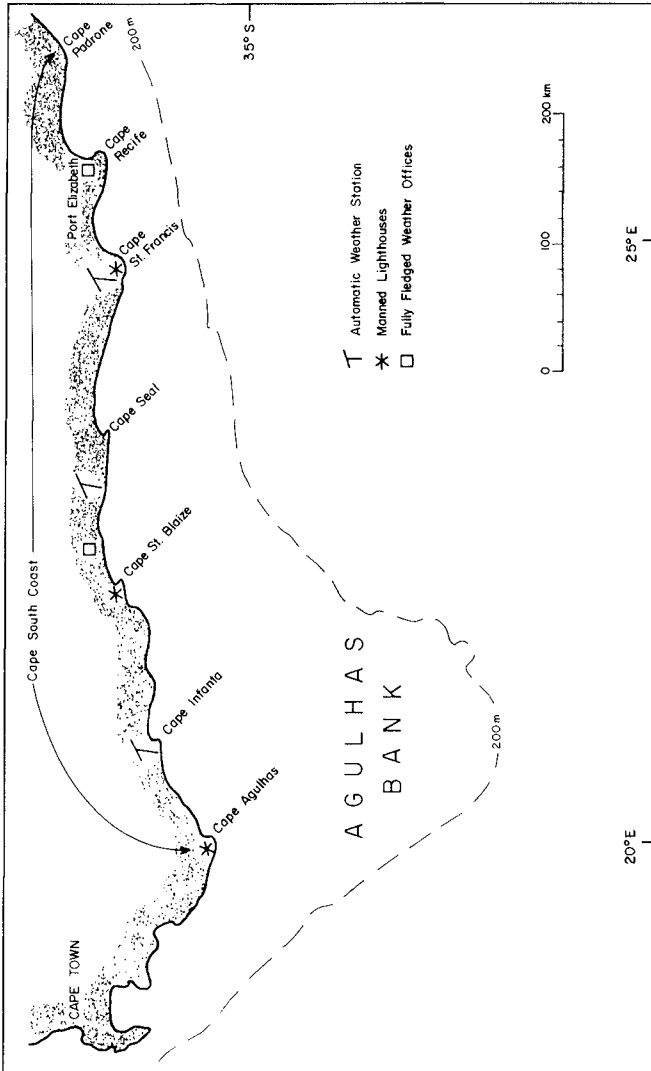 Cape South Coast
CAPE TOWN
Cape Agulhas
Cape Infanta
Cape St. Blaize
Cape Seal
Cape
St. Francis
Port Elizabeth
Cape
Recife
Cape
Padrone
200 m
35° S
AGULHAS
BANK
200 m
Automatic Weather Station
Manned Lighthouses
Fully Fledged Weather Offices
0
100
200 km
20° E
25° E